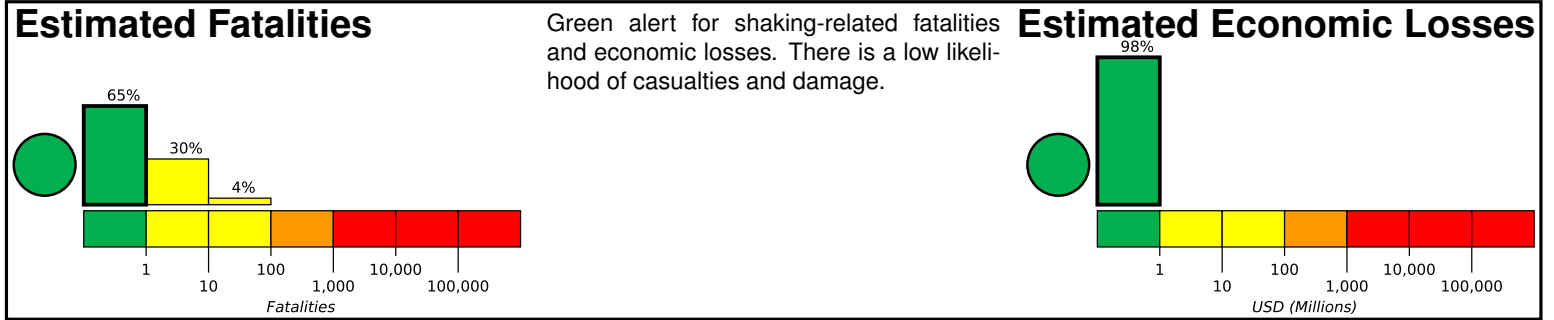 Estimated Fatalities
Green alert for shaking-related fatalities
and economic losses. There is a low likeli-
hood of casualties and damage.
Estimated Economic Losses
65%
30%
4%
1
100
10,000
10
1,000
100,000
Fatalities
98%
1
100
10,000
10
1,000
100,000
USD (Millions)